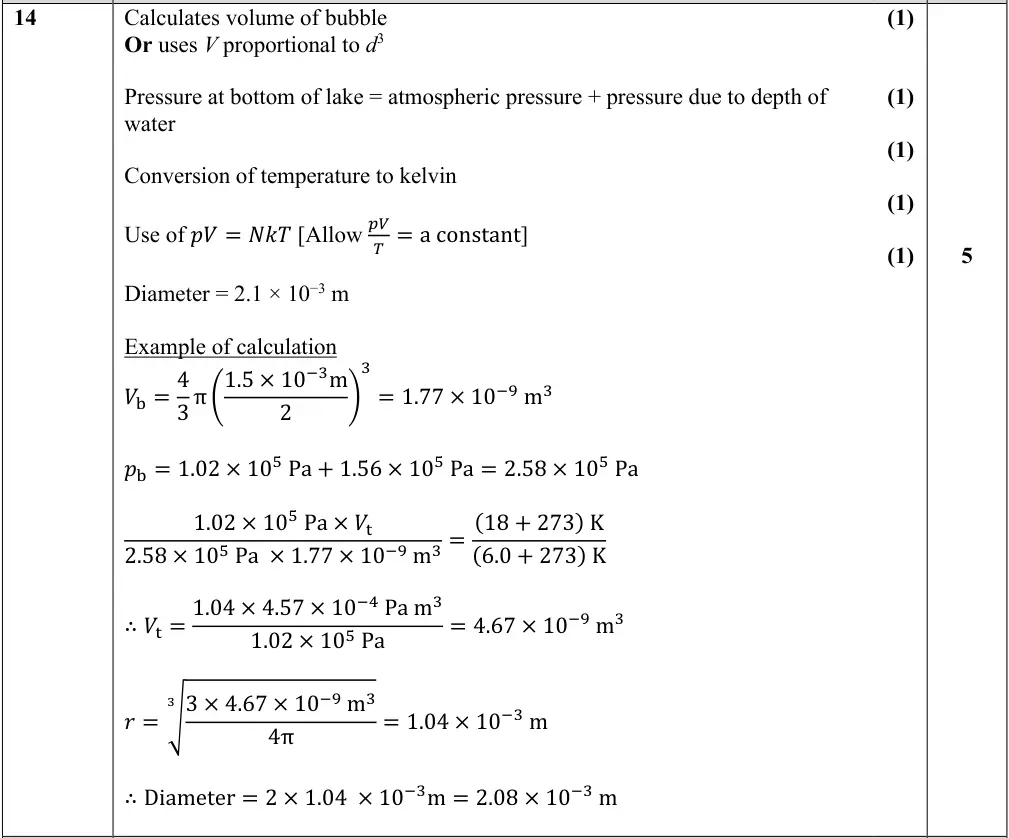 14 Calculates volume of bubble (1)
Or uses V proportional to d³
Pressure at bottom of lake = atmospheric pressure + pressure due to depth of (1)
water
(1)
Conversion of temperature to kelvin
(1)
Use of pV = NkT [Allow pV/T = a constant]
(1) 5
Diameter = 2.1 × 10⁻³ m
Example of calculation
V_b = 4/3 π (1.5 × 10⁻³m / 2)³ = 1.77 × 10⁻⁹ m³
p_b = 1.02 × 10⁵ Pa + 1.56 × 10⁵ Pa = 2.58 × 10⁵ Pa
(1.02 × 10⁵ Pa × V_t) / (2.58 × 10⁵ Pa × 1.77 × 10⁻⁹ m³) = (18 + 273) K / (6.0 + 273) K
∴ V_t = (1.04 × 4.57 × 10⁻⁴ Pa m³) / (1.02 × 10⁵ Pa) = 4.67 × 10⁻⁹ m³
r = ³√((3 × 4.67 × 10⁻⁹ m³) / 4π) = 1.04 × 10⁻³ m
∴ Diameter = 2 × 1.04 × 10⁻³m = 2.08 × 10⁻³ m